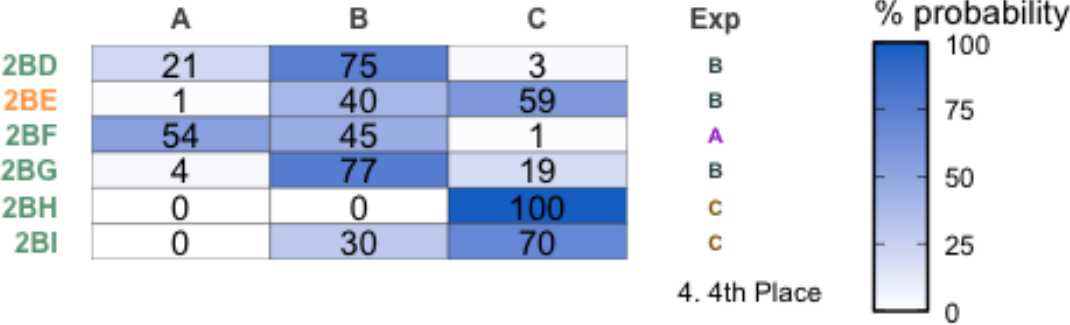 A B C Exp % probability
2BD 21 75 3 B 100
2BE 1 40 59 B
2BF 54 45 1 A 75
2BG 4 77 19 B 50
2BH 0 0 100 C
2BI 0 30 70 C 25
4. 4th Place 0